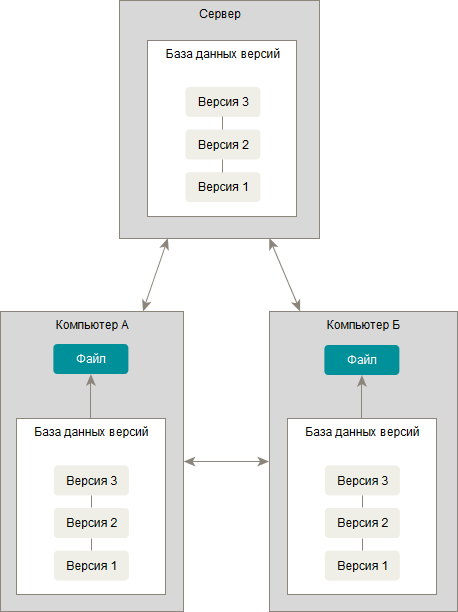 Сервер
База данных версий
Версия 3
Версия 2
Версия 1
Компьютер А
Файл
База данных версий
Версия 3
Версия 2
Версия 1
Компьютер Б
Файл
База данных версий
Версия 3
Версия 2
Версия 1